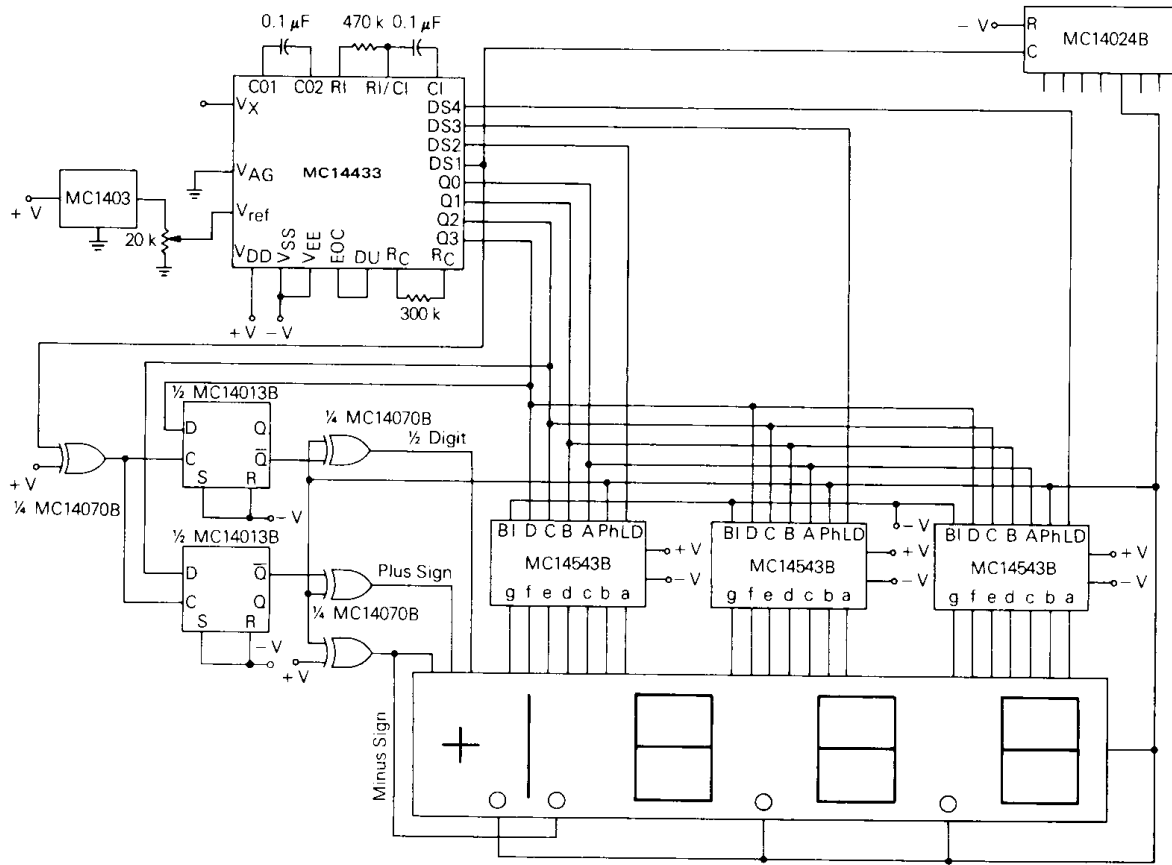 0.1 µF 470 k 0.1 µF
– V R
C MC14024B
CO1 CO2 RI RI/CI CI
VX DS4
DS3
DS2
VAG MC14433 DS1
Q0
MC1403 Q1
+ V Vref Q2
20 k Q3
VDD VSS VEE EOC DU RC RC
300 k
+ V – V
½ MC14013B
¼ MC14070B
½ Digit
D Q
C Q̅
S R
+ V – V
¼ MC14070B
½ MC14013B
BI D C B A Ph LD
MC14543B
g f e d c b a
+ V
– V
– V
BI D C B A Ph LD
MC14543B
g f e d c b a
+ V
– V
BI D C B A Ph LD
MC14543B
g f e d c b a
+ V
– V
D Q̅
C Q
S R
– V
Plus Sign
¼ MC14070B
+ V
Minus Sign